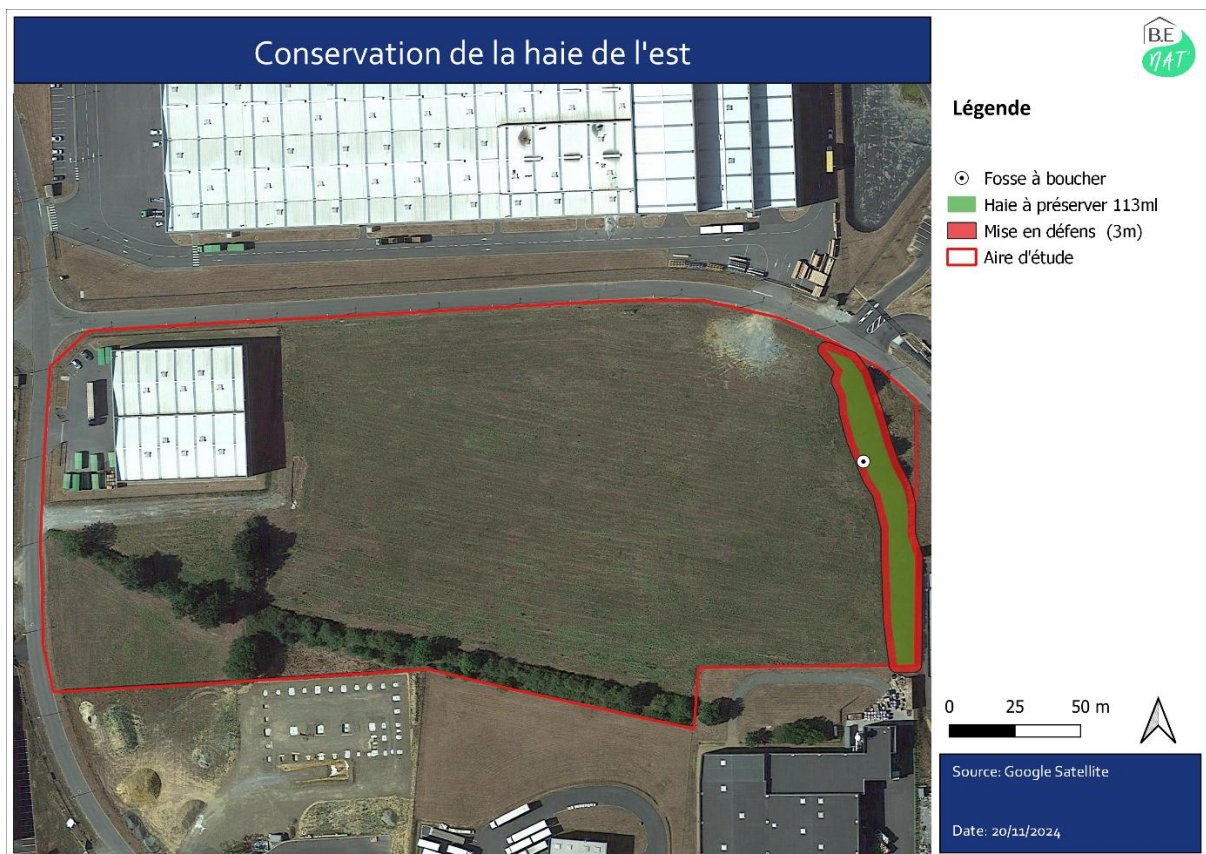 Conservation de la haie de l'est
B.E
NAT'
Légende
Fosse à boucher
Haie à préserver 113ml
Mise en défens (3m)
Aire d'étude
0 25 50 m
Source: Google Satellite
Date: 20/11/2024